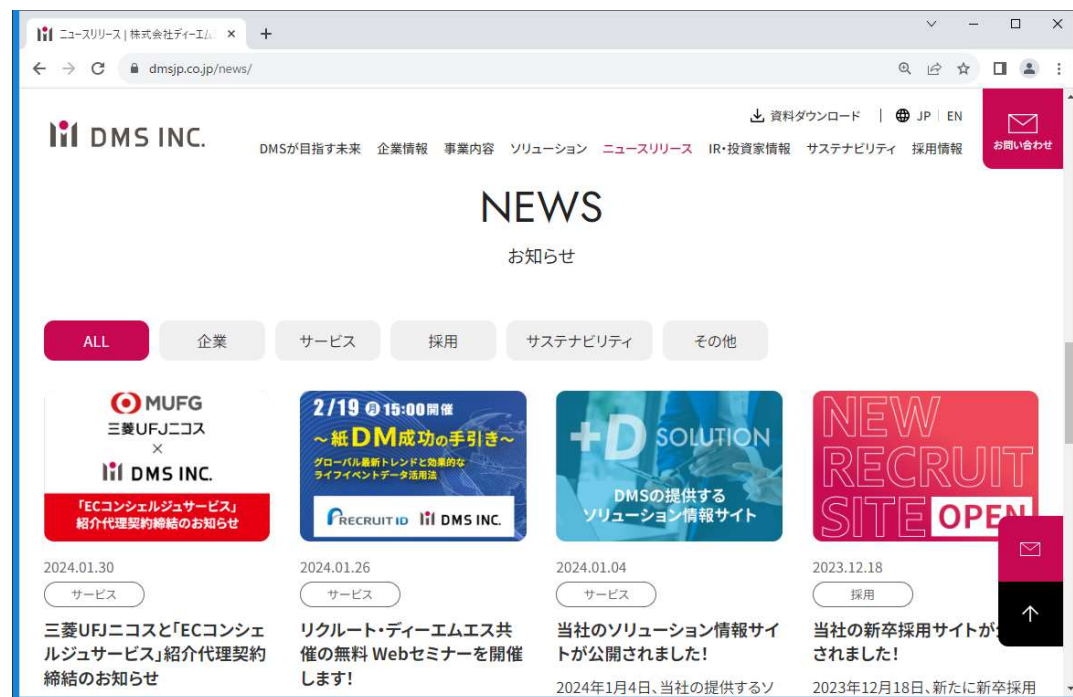 ニュースリリース | 株式会社ディーエム
dmsjp.co.jp/news/
資料ダウンロード | JP | EN
DMS INC.
お問い合わせ
DMSが目指す未来 企業情報 事業内容 ソリューション ニュースリリース IR・投資家情報 サステナビリティ 採用情報
NEWS
お知らせ
ALL 企業 サービス 採用 サステナビリティ その他
MUFG
三菱UFJニコス
×
DMS INC.
「ECコンシェルジュサービス」
紹介代理契約締結のお知らせ
2024.01.30
サービス
三菱UFJニコスと「ECコンシェ
ルジュサービス」紹介代理契約
締結のお知らせ
2/19 月 15:00開催
～紙DM成功の手引き～
グローバル最新トレンドと効果的な
ライフイベントデータ活用法
RECRUIT ID DMS INC.
2024.01.26
サービス
リクルート・ディーエムエス共
催の無料 Webセミナーを開催
します!
+D SOLUTION
DMSの提供する
ソリューション情報サイト
2024.01.04
サービス
当社のソリューション情報サイ
トが公開されました!
2024年1月4日、当社の提供するソ
NEW
RECRUIT
SITE OPEN
2023.12.18
採用
当社の新卒採用サイトが
されました!
2023年12月18日、新たに新卒採用